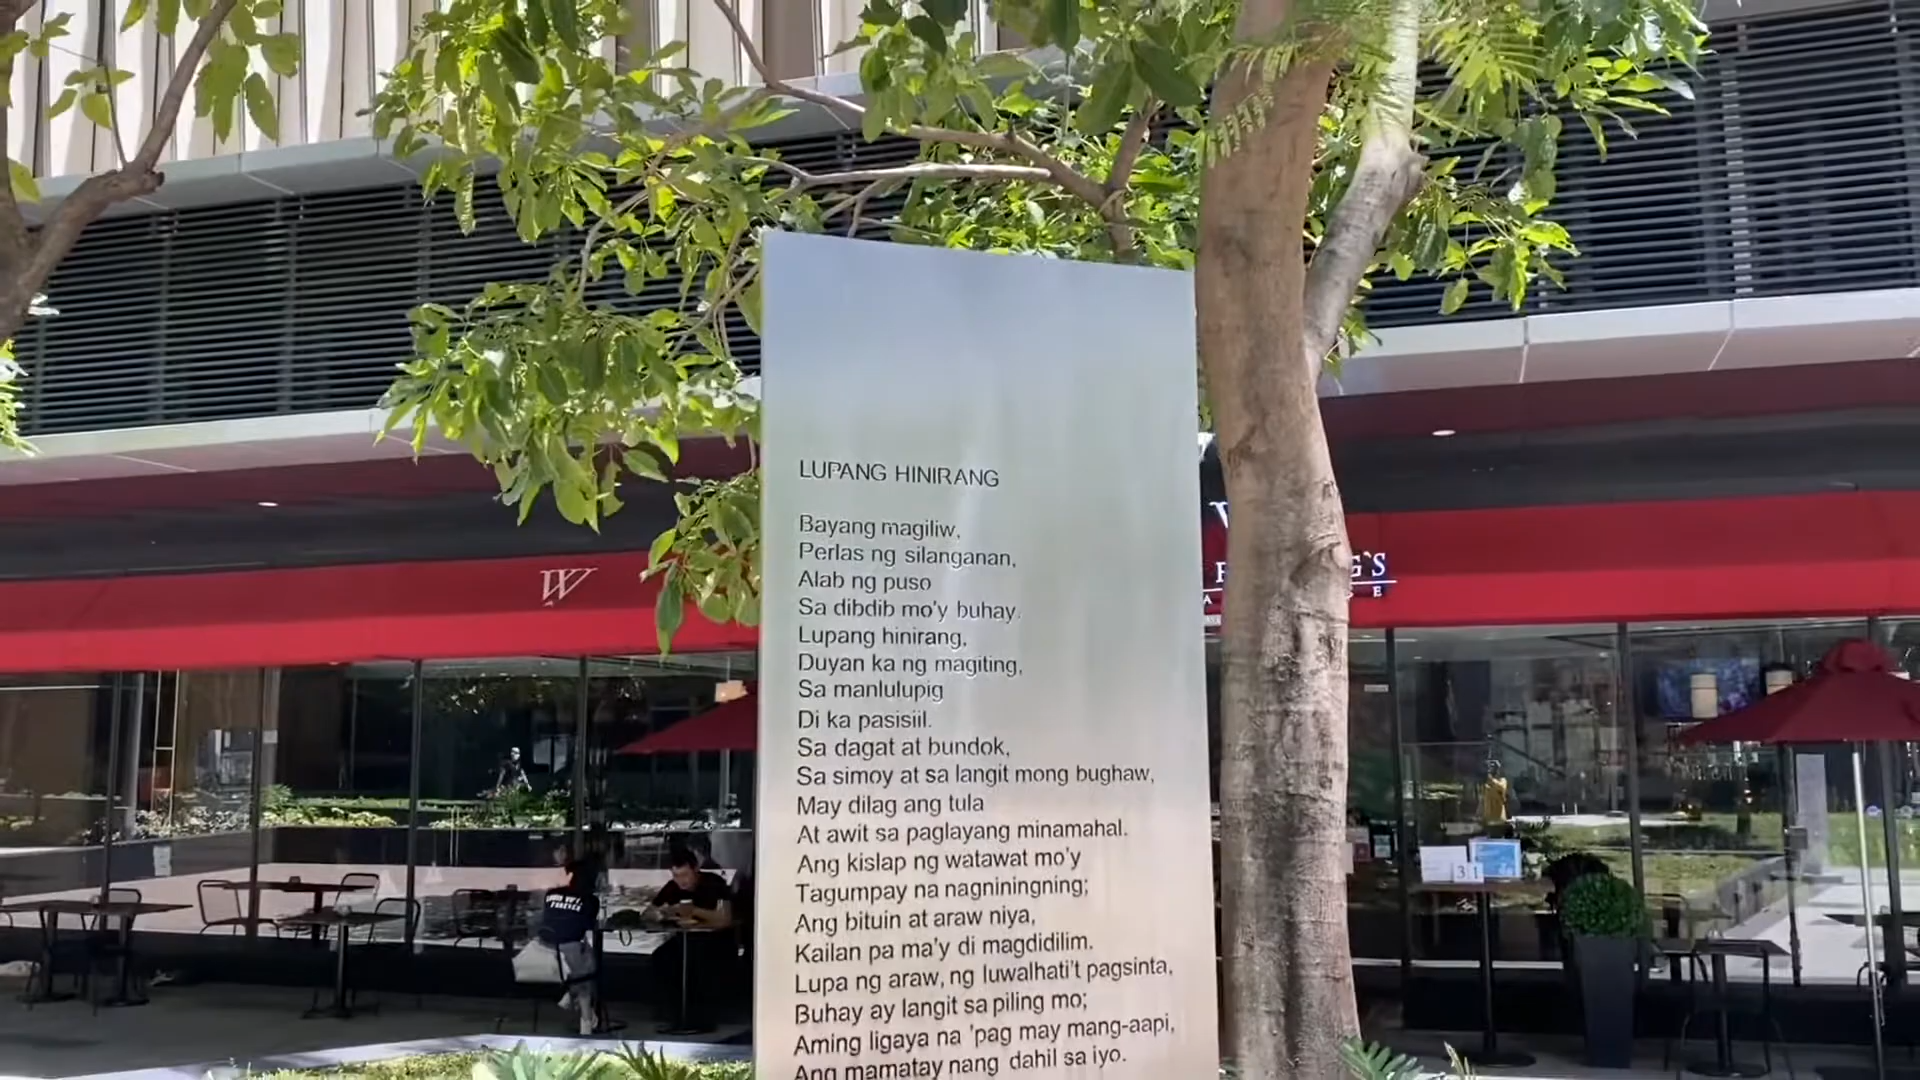 LUPANG HINIRANG
Bayang magiliw,
Perlas ng silanganan,
Alab ng puso
Sa dibdib mo'y buhay.
Lupang hinirang,
Duyan ka ng magiting,
Sa manlulupig
Di ka pasisiil.
Sa dagat at bundok,
Sa simoy at sa langit mong bughaw,
May dilag ang tula
At awit sa paglayang minamahal.
Ang kislap ng watawat mo'y
Tagumpay na nagniningning;
Ang bituin at araw niya,
Kailan pa ma'y di magdidilim.
Lupa ng araw, ng luwalhati't pagsinta,
Buhay ay langit sa piling mo;
Aming ligaya na 'pag may mang-aapi,
Ang mamatay nang dahil sa iyo.
W
G`S
31